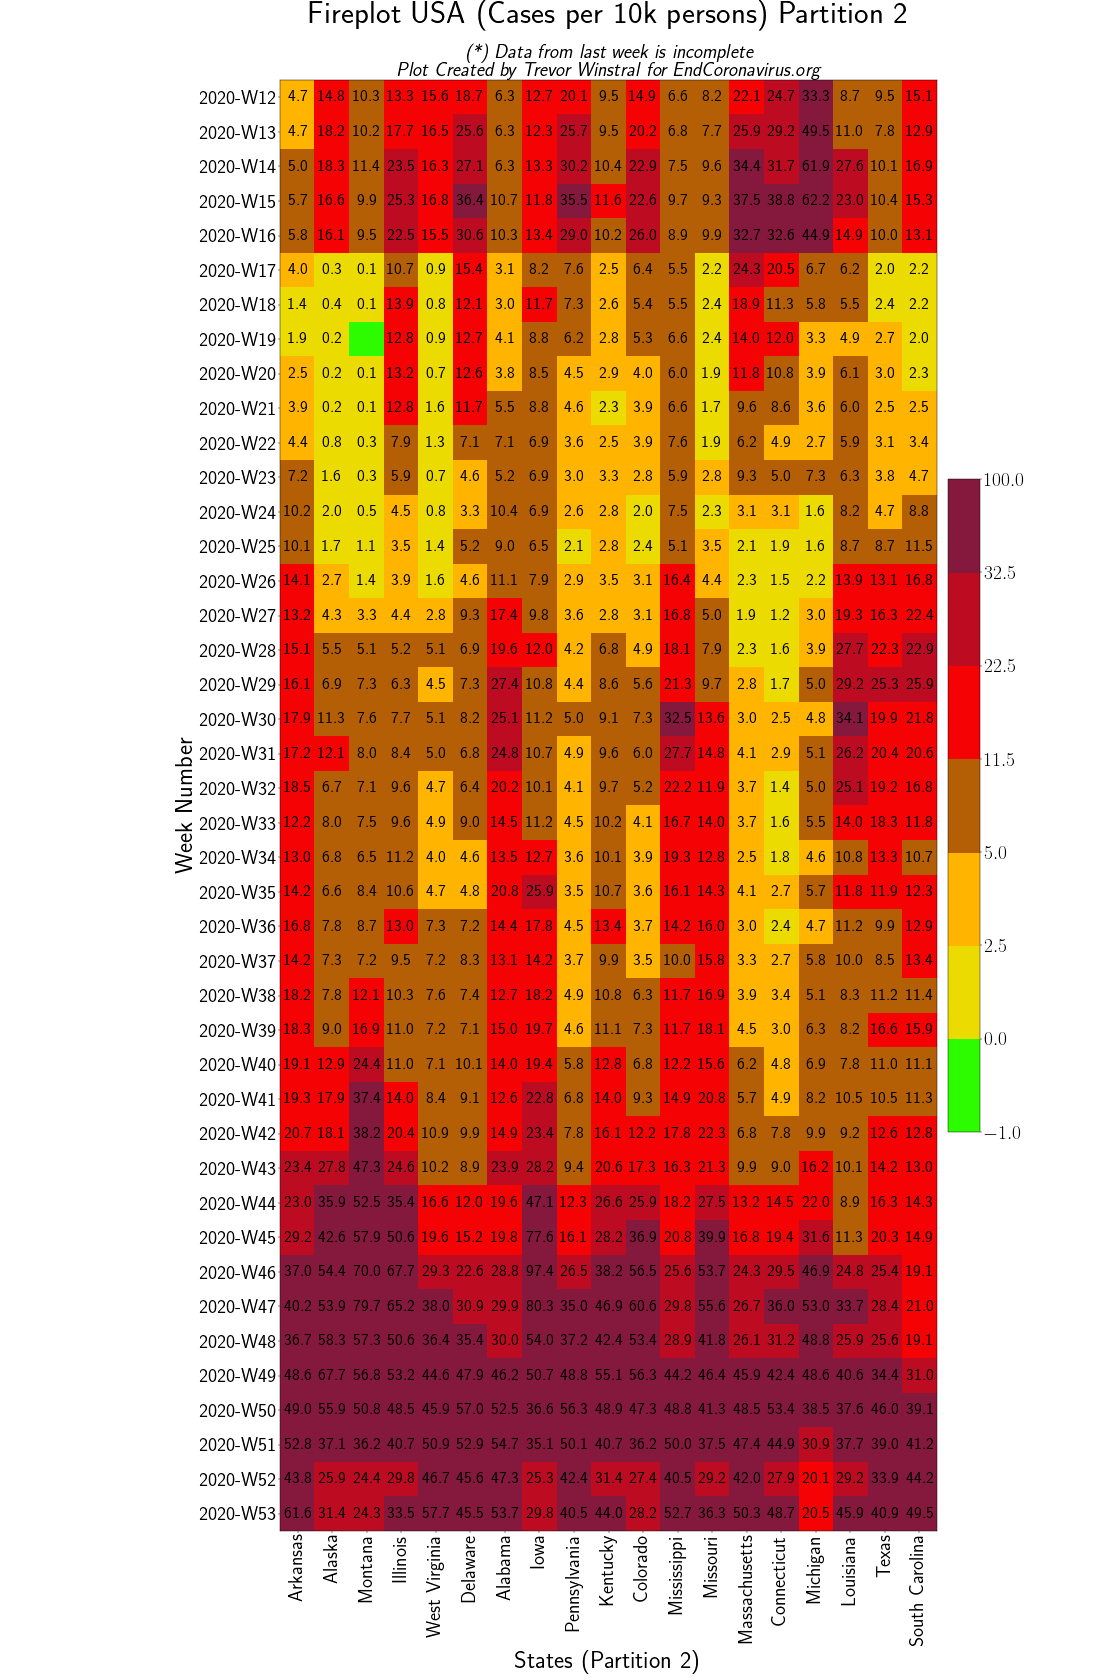 Fireplot USA (Cases per 10k persons) Partition 2
(*) Data from last week is incomplete
Plot Created by Trevor Winstral for EndCoronavirus.org
2020-W12 4.7 14.8 10.3 13.3 15.6 18.7 6.3 12.7 20.1 9.5 14.9 6.6 8.2 22.1 24.7 33.3 8.7 9.5 15.1
2020-W13 4.7 18.2 10.2 17.7 16.5 25.6 6.3 12.3 25.7 9.5 20.2 6.8 7.7 25.9 29.2 49.5 11.0 7.8 12.9
2020-W14 5.0 18.3 11.4 23.5 16.3 27.1 6.3 13.3 30.2 10.4 22.9 7.5 9.6 34.4 31.7 61.9 27.6 10.1 16.9
2020-W15 5.7 16.6 9.9 25.3 16.8 36.4 10.7 11.8 35.5 11.6 22.6 9.7 9.3 37.5 38.8 62.2 23.0 10.4 15.3
2020-W16 5.8 16.1 9.5 22.5 15.5 30.6 10.3 13.4 29.0 10.2 26.0 8.9 9.9 32.7 32.6 44.9 14.9 10.0 13.1
2020-W17 4.0 0.3 0.1 10.7 0.9 15.4 3.1 8.2 7.6 2.5 6.4 5.5 2.2 24.3 20.5 6.7 6.2 2.0 2.2
2020-W18 1.4 0.4 0.1 13.9 0.8 12.1 3.0 11.7 7.3 2.6 5.4 5.5 2.4 18.9 11.3 5.8 5.5 2.4 2.2
2020-W19 1.9 0.2 12.8 0.9 12.7 4.1 8.8 6.2 2.8 5.3 6.6 2.4 14.0 12.0 3.3 4.9 2.7 2.0
2020-W20 2.5 0.2 0.1 13.2 0.7 12.6 3.8 8.5 4.5 2.9 4.0 6.0 1.9 11.8 10.8 3.9 6.1 3.0 2.3
2020-W21 3.9 0.2 0.1 12.8 1.6 11.7 5.5 8.8 4.6 2.3 3.9 6.6 1.7 9.6 8.6 3.6 6.0 2.5 2.5
2020-W22 4.4 0.8 0.3 7.9 1.3 7.1 7.1 6.9 3.6 2.5 3.9 7.6 1.9 6.2 4.9 2.7 5.9 3.1 3.4
2020-W23 7.2 1.6 0.3 5.9 0.7 4.6 5.2 6.9 3.0 3.3 2.8 5.9 2.8 9.3 5.0 7.3 6.3 3.8 4.7
2020-W24 10.2 2.0 0.5 4.5 0.8 3.3 10.4 6.9 2.6 2.8 2.0 7.5 2.3 3.1 3.1 1.6 8.2 4.7 8.8
2020-W25 10.1 1.7 1.1 3.5 1.4 5.2 9.0 6.5 2.1 2.8 2.4 5.1 3.5 2.1 1.9 1.6 8.7 8.7 11.5
2020-W26 14.1 2.7 1.4 3.9 1.6 4.6 11.1 7.9 2.9 3.5 3.1 16.4 4.4 2.3 1.5 2.2 13.9 13.1 16.8
2020-W27 13.2 4.3 3.3 4.4 2.8 9.3 17.4 9.8 3.6 2.8 3.1 16.8 5.0 1.9 1.2 3.0 19.3 16.3 22.4
2020-W28 15.1 5.5 5.1 5.2 5.1 6.9 19.6 12.0 4.2 6.8 4.9 18.1 7.9 2.3 1.6 3.9 27.7 22.3 22.9
2020-W29 16.1 6.9 7.3 6.3 4.5 7.3 27.4 10.8 4.4 8.6 5.6 21.3 9.7 2.8 1.7 5.0 29.2 25.3 25.9
2020-W30 17.9 11.3 7.6 7.7 5.1 8.2 25.1 11.2 5.0 9.1 7.3 32.5 13.6 3.0 2.5 4.8 34.1 19.9 21.8
2020-W31 17.2 12.1 8.0 8.4 5.0 6.8 24.8 10.7 4.9 9.6 6.0 27.7 14.8 4.1 2.9 5.1 26.2 20.4 20.6
2020-W32 18.5 6.7 7.1 9.6 4.7 6.4 20.2 10.1 4.1 9.7 5.2 22.2 11.9 3.7 1.4 5.0 25.1 19.2 16.8
2020-W33 12.2 8.0 7.5 9.6 4.9 9.0 14.5 11.2 4.5 10.2 4.1 16.7 14.0 3.7 1.6 5.5 14.0 18.3 11.8
2020-W34 13.0 6.8 6.5 11.2 4.0 4.6 13.5 12.7 3.6 10.1 3.9 19.3 12.8 2.5 1.8 4.6 10.8 13.3 10.7
2020-W35 14.2 6.6 8.4 10.6 4.7 4.8 20.8 25.9 3.5 10.7 3.6 16.1 14.3 4.1 2.7 5.7 11.8 11.9 12.3
2020-W36 16.8 7.8 8.7 13.0 7.3 7.2 14.4 17.8 4.5 13.4 3.7 14.2 16.0 3.0 2.4 4.7 11.2 9.9 12.9
2020-W37 14.2 7.3 7.2 9.5 7.2 8.3 13.1 14.2 3.7 9.9 3.5 10.0 15.8 3.3 2.7 5.8 10.0 8.5 13.4
2020-W38 18.2 7.8 12.1 10.3 7.6 7.4 12.7 18.2 4.9 10.8 6.3 11.7 16.9 3.9 3.4 5.1 8.3 11.2 11.4
2020-W39 18.3 9.0 16.9 11.0 7.2 7.1 15.0 19.7 4.6 11.1 7.3 11.7 18.1 4.5 3.0 6.3 8.2 16.6 15.9
2020-W40 19.1 12.9 24.4 11.0 7.1 10.1 14.0 19.4 5.8 12.8 6.8 12.2 15.6 6.2 4.8 6.9 7.8 11.0 11.1
2020-W41 19.3 17.9 37.4 14.0 8.4 9.1 12.6 22.8 6.8 14.0 9.3 14.9 20.8 5.7 4.9 8.2 10.5 10.5 11.3
2020-W42 20.7 18.1 38.2 20.4 10.9 9.9 14.9 23.4 7.8 16.1 12.2 17.8 22.3 6.8 7.8 9.9 9.2 12.6 12.8
2020-W43 23.4 27.8 47.3 24.6 10.2 8.9 23.9 28.2 9.4 20.6 17.3 16.3 21.3 9.9 9.0 16.2 10.1 14.2 13.0
2020-W44 23.0 35.9 52.5 35.4 16.6 12.0 19.6 47.1 12.3 26.6 25.9 18.2 27.5 13.2 14.5 22.0 8.9 16.3 14.3
2020-W45 29.2 42.6 57.9 50.6 19.6 15.2 19.8 77.6 16.1 28.2 36.9 20.8 39.9 16.8 19.4 31.6 11.3 20.3 14.9
2020-W46 37.0 54.4 70.0 67.7 29.3 22.6 28.8 97.4 26.5 38.2 56.5 25.6 53.7 24.3 29.5 46.9 24.8 25.4 19.1
2020-W47 40.2 53.9 79.7 65.2 38.0 30.9 29.9 80.3 35.0 46.9 60.6 29.8 55.6 26.7 36.0 53.0 33.7 28.4 21.0
2020-W48 36.7 58.3 57.3 50.6 36.4 35.4 30.0 54.0 37.2 42.4 53.4 28.9 41.8 26.1 31.2 48.8 25.9 25.6 19.1
2020-W49 48.6 67.7 56.8 53.2 44.6 47.9 46.2 50.7 48.8 55.1 56.3 44.2 46.4 45.9 42.4 48.6 40.6 34.4 31.0
2020-W50 49.0 55.9 50.8 48.5 45.9 57.0 52.5 36.6 56.3 48.9 47.3 48.8 41.3 48.5 53.4 38.5 37.6 46.0 39.1
2020-W51 52.8 37.1 36.2 40.7 50.9 52.9 54.7 35.1 50.1 40.7 36.2 50.0 37.5 47.4 44.9 30.9 37.7 39.0 41.2
2020-W52 43.8 25.9 24.4 29.8 46.7 45.6 47.3 25.3 42.4 31.4 27.4 40.5 29.2 42.0 27.9 20.1 29.2 33.9 44.2
2020-W53 61.6 31.4 24.3 33.5 57.7 45.5 53.7 29.8 40.5 44.0 28.2 52.7 36.3 50.3 48.7 20.5 45.9 40.9 49.5
Week Number
Arkansas Alaska Montana Illinois West Virginia Delaware Alabama Iowa Pennsylvania Kentucky Colorado Mississippi Missouri Massachusetts Connecticut Michigan Louisiana Texas South Carolina
States (Partition 2)
100.0
32.5
22.5
11.5
5.0
2.5
0.0
−1.0